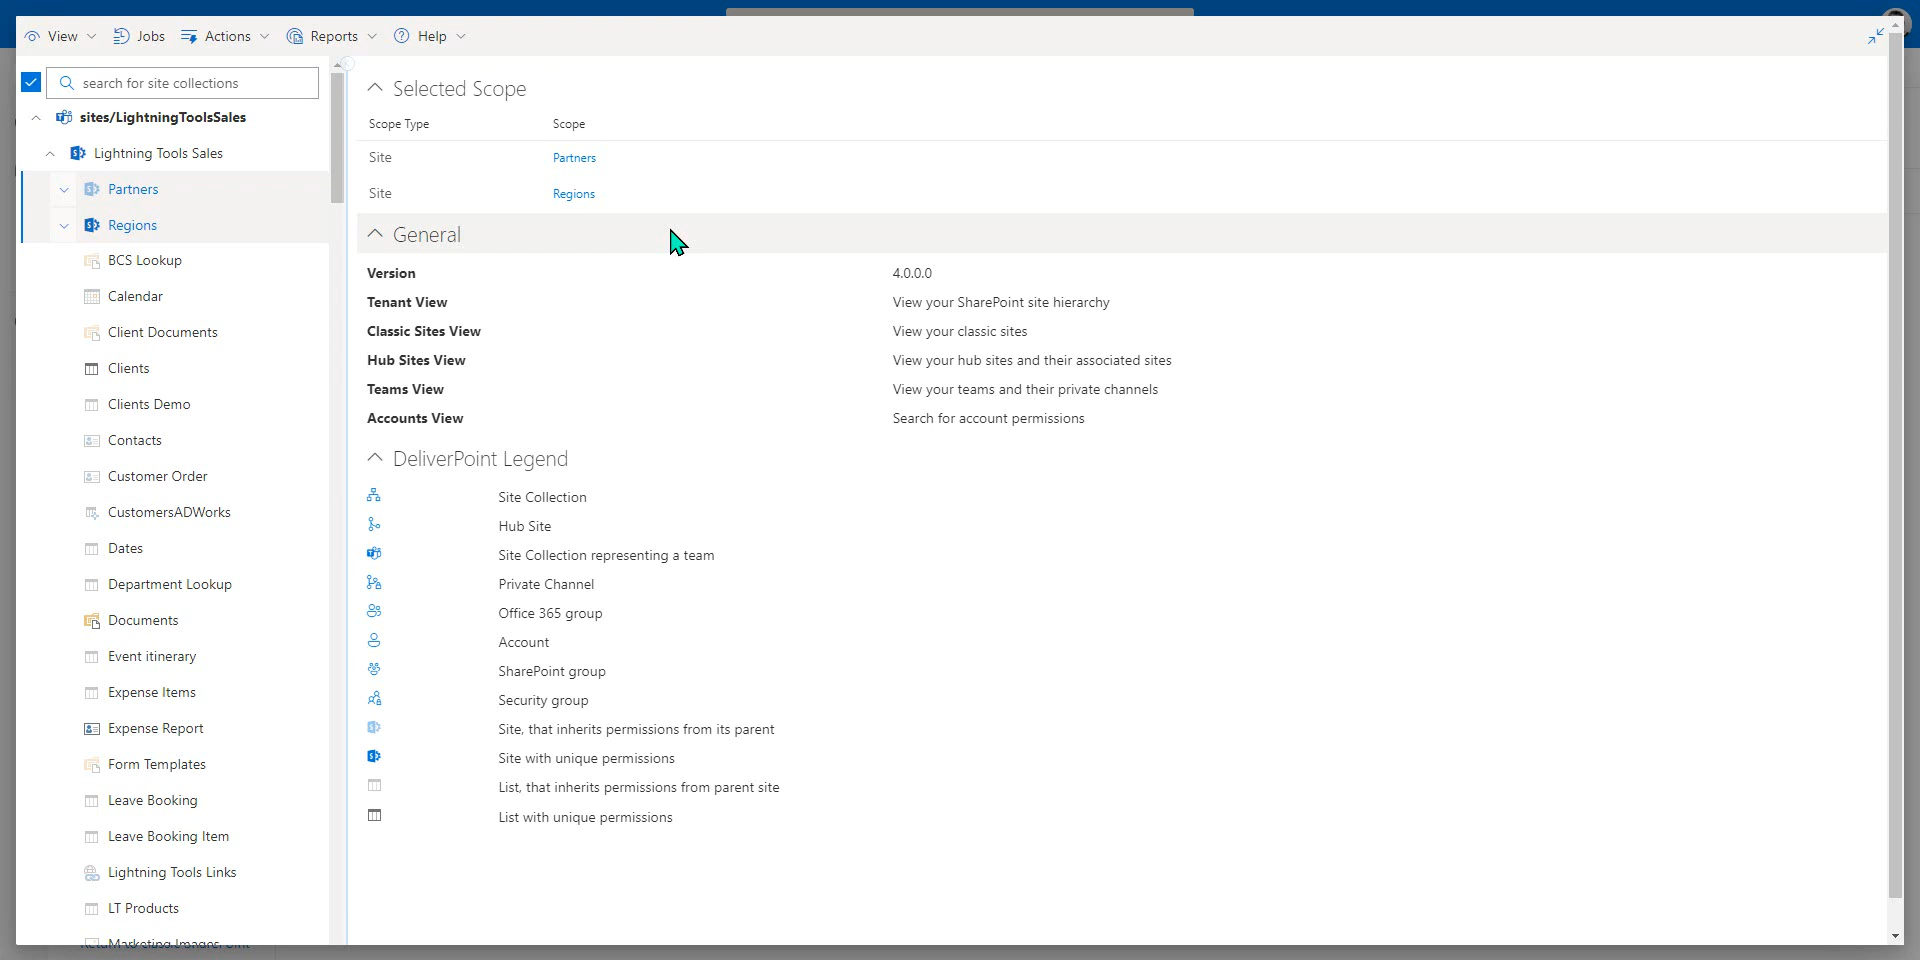 View
Jobs
Actions
Reports
Help
search for site collections
sites/LightningToolsSales
Lightning Tools Sales
Partners
Regions
BCS Lookup
Calendar
Client Documents
Clients
Clients Demo
Contacts
Customer Order
CustomersADWorks
Dates
Department Lookup
Documents
Event itinerary
Expense Items
Expense Report
Form Templates
Leave Booking
Leave Booking Item
Lightning Tools Links
LT Products
Selected Scope
Scope Type Scope
Site Partners
Site Regions
General
Version 4.0.0.0
Tenant View View your SharePoint site hierarchy
Classic Sites View View your classic sites
Hub Sites View View your hub sites and their associated sites
Teams View View your teams and their private channels
Accounts View Search for account permissions
DeliverPoint Legend
Site Collection
Hub Site
Site Collection representing a team
Private Channel
Office 365 group
Account
SharePoint group
Security group
Site, that inherits permissions from its parent
Site with unique permissions
List, that inherits permissions from parent site
List with unique permissions